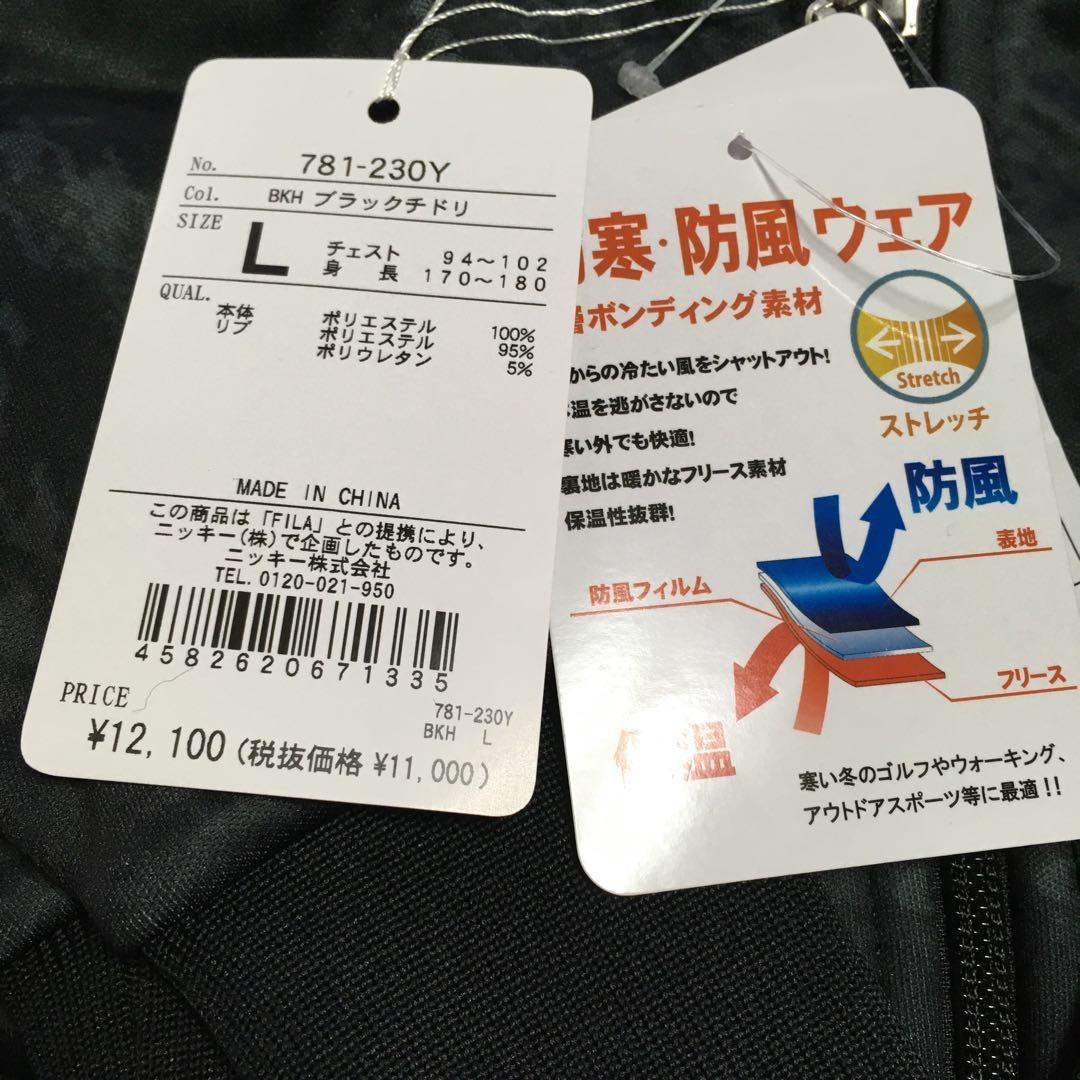 No. 781-230Y
Col. BKH ブラックチドリ
SIZE L チェスト 94～102
身長 170～180
QUAL.
本体 ポリエステル 100%
リブ ポリエステル 95%
ポリウレタン 5%
MADE IN CHINA
この商品は「FILA」との提携により、
ニッキー(株)で企画したものです。
ニッキー株式会社
TEL. 0120-021-950
4582620671335
781-230Y
BKH L
PRICE
¥12,100 (税抜価格 ¥11,000)
寒・防風ウェア
ボンディング素材
からの冷たい風をシャットアウト!
温を逃がさないので
寒い外でも快適!
裏地は暖かなフリース素材
保温性抜群!
Stretch
ストレッチ
防風
表地
防風フィルム
フリース
温
寒い冬のゴルフやウォーキング、
アウトドアスポーツ等に最適!!